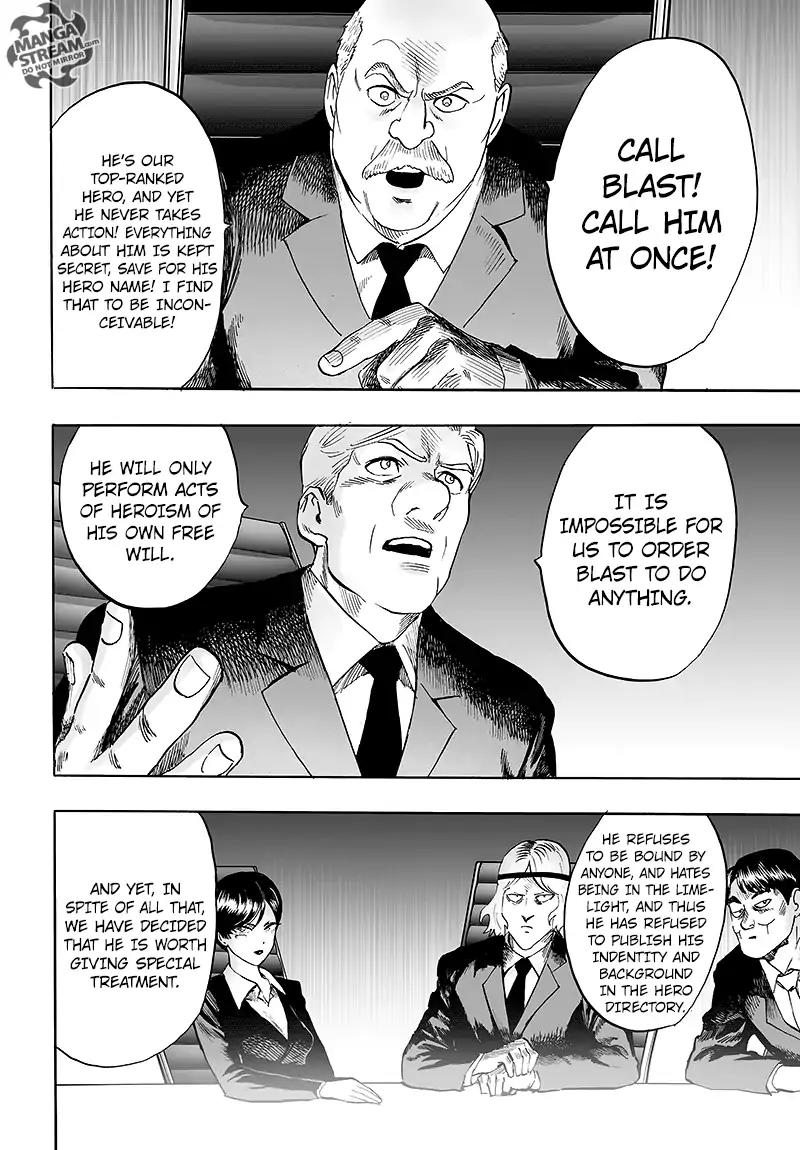 MANGA
STREAM.com
DO NOT MIRROR
CALL
BLAST!
CALL HIM
AT ONCE!
HE'S OUR
TOP-RANKED
HERO, AND YET
HE NEVER TAKES
ACTION! EVERYTHING
ABOUT HIM IS KEPT
SECRET, SAVE FOR HIS
HERO NAME! I FIND
THAT TO BE INCON-
CEIVABLE!
IT IS
IMPOSSIBLE FOR
US TO ORDER
BLAST TO DO
ANYTHING.
HE WILL ONLY
PERFORM ACTS
OF HEROISM OF
HIS OWN FREE
WILL.
HE REFUSES
TO BE BOUND BY
ANYONE, AND HATES
BEING IN THE LIME-
LIGHT, AND THUS
HE HAS REFUSED
TO PUBLISH HIS
INDENTITY AND
BACKGROUND
IN THE HERO
DIRECTORY.
AND YET, IN
SPITE OF ALL THAT,
WE HAVE DECIDED
THAT HE IS WORTH
GIVING SPECIAL
TREATMENT.